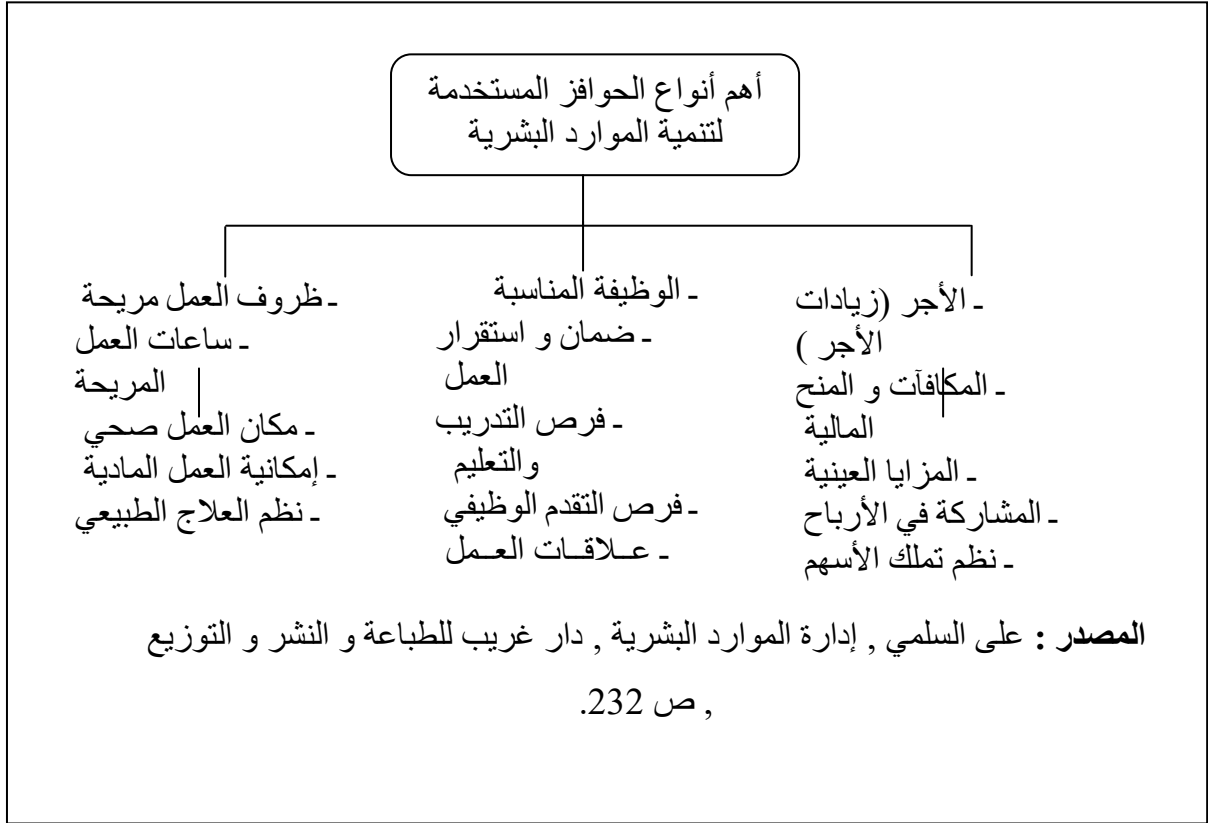 أهم أنواع الحوافز المستخدمة
لتنمية الموارد البشرية
ـ الأجر (زيادات
الأجر )
ـ المكافآت و المنح
المالية
ـ المزايا العينية
ـ المشاركة في الأرباح
ـ نظم تملك الأسهم
ـ الوظيفة المناسبة
ـ ضمان و استقرار
العمل
ـ فرص التدريب
والتعليم
ـ فرص التقدم الوظيفي
ـ عــلاقــات العــمل
ـ ظروف العمل مريحة
ـ ساعات العمل
المريحة
ـ مكان العمل صحي
ـ إمكانية العمل المادية
ـ نظم العلاج الطبيعي
المصدر : على السلمي , إدارة الموارد البشرية , دار غريب للطباعة و النشر و التوزيع
, ص 232.